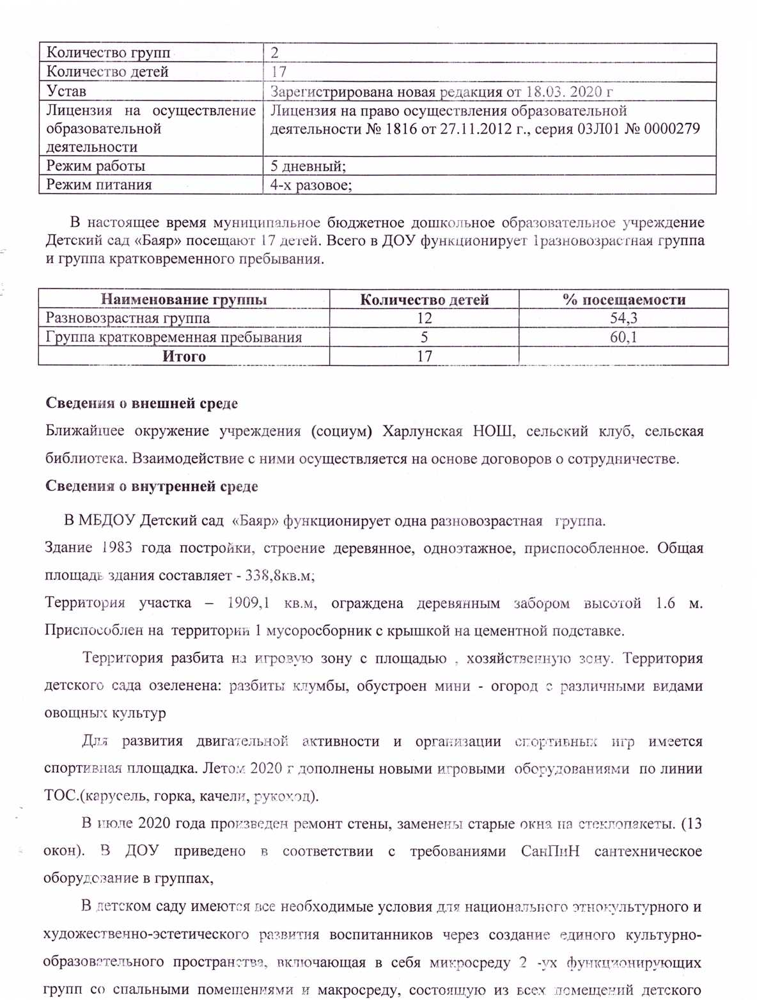 Количество групп 2
Количество детей 17
Устав Зарегистрирована новая редакция от 18.03. 2020 г
Лицензия на осуществление Лицензия на право осуществления образовательной
образовательной деятельности № 1816 от 27.11.2012 г., серия 03Л01 № 0000279
деятельности
Режим работы 5 дневный;
Режим питания 4-х разовое;
В настоящее время муниципальное бюджетное дошкольное образовательное учреждение
Детский сад «Баяр» посещают 17 детей. Всего в ДОУ функционирует 1разновозрастная группа
и группа кратковременного пребывания.
Наименование группы Количество детей % посещаемости
Разновозрастная группа 12 54,3
Группа кратковременная пребывания 5 60,1
Итого 17
Сведения о внешней среде
Ближайшее окружение учреждения (социум) Харлунская НОШ, сельский клуб, сельская
библиотека. Взаимодействие с ними осуществляется на основе договоров о сотрудничестве.
Сведения о внутренней среде
В МБДОУ Детский сад «Баяр» функционирует одна разновозрастная группа.
Здание 1983 года постройки, строение деревянное, одноэтажное, приспособленное. Общая
площадь здания составляет - 338,8кв.м;
Территория участка – 1909,1 кв.м, ограждена деревянным забором высотой 1.6 м.
Приспособлен на территории 1 мусоросборник с крышкой на цементной подставке.
Территория разбита на игровую зону с площадью , хозяйственную зону. Территория
детского сада озеленена: разбиты клумбы, обустроен мини - огород с различными видами
овощных культур
Для развития двигательной активности и организации спортивных игр имеется
спортивная площадка. Летом 2020 г дополнены новыми игровыми оборудованиями по линии
ТОС.(карусель, горка, качели, рукоход).
В июле 2020 года произведен ремонт стены, заменены старые окна на стеклопакеты. (13
окон). В ДОУ приведено в соответствии с требованиями СанПиН сантехническое
оборудование в группах,
В детском саду имеются все необходимые условия для национального этнокультурного и
художественно-эстетического развития воспитанников через создание единого культурно-
образовательного пространства, включающая в себя микросреду 2 -ух функционирующих
групп со спальными помещениями и макросреду, состоящую из всех помещений детского